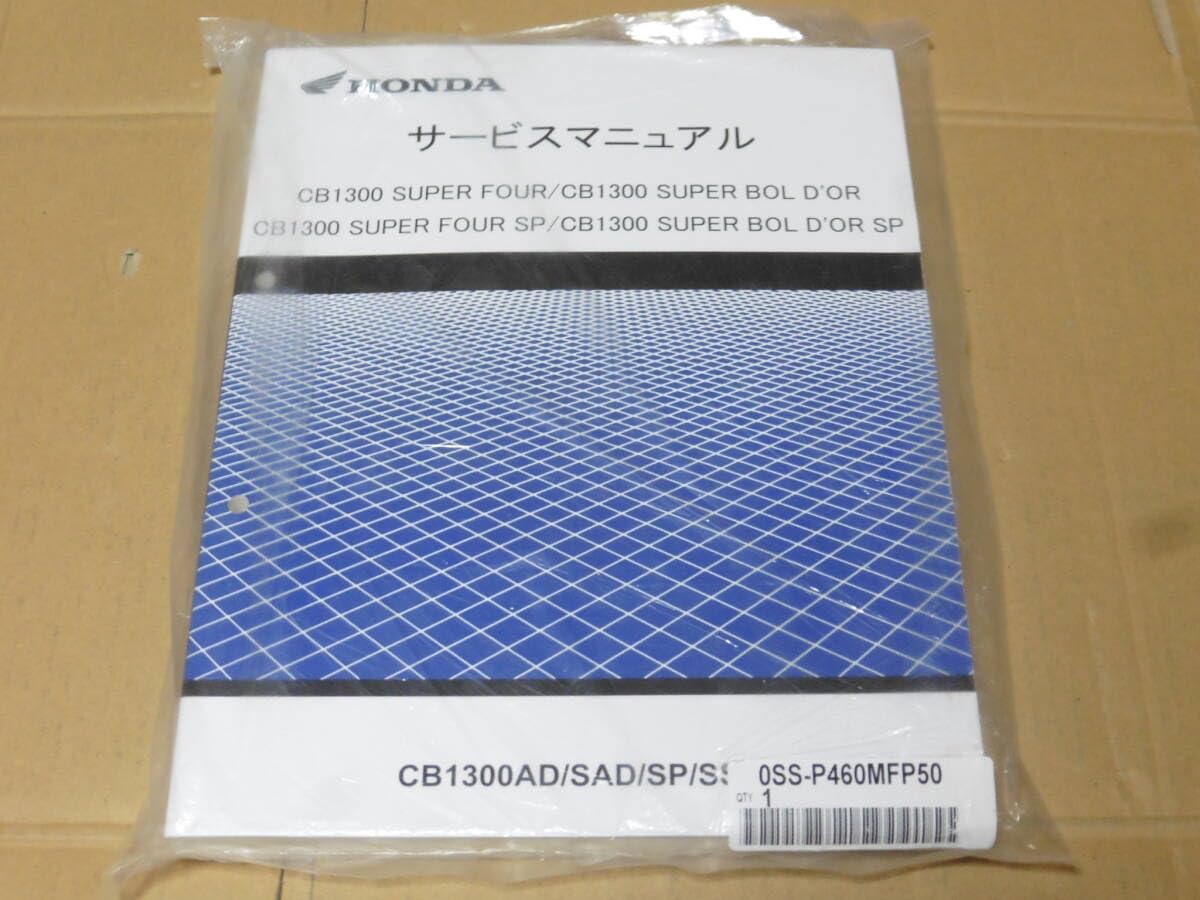 HONDA
サービスマニュアル
CB1300 SUPER FOUR/CB1300 SUPER BOL D'OR
CB1300 SUPER FOUR SP/CB1300 SUPER BOL D'OR SP
CB1300AD/SAD/SP/S
0SS-P460MFP50
QTY 1